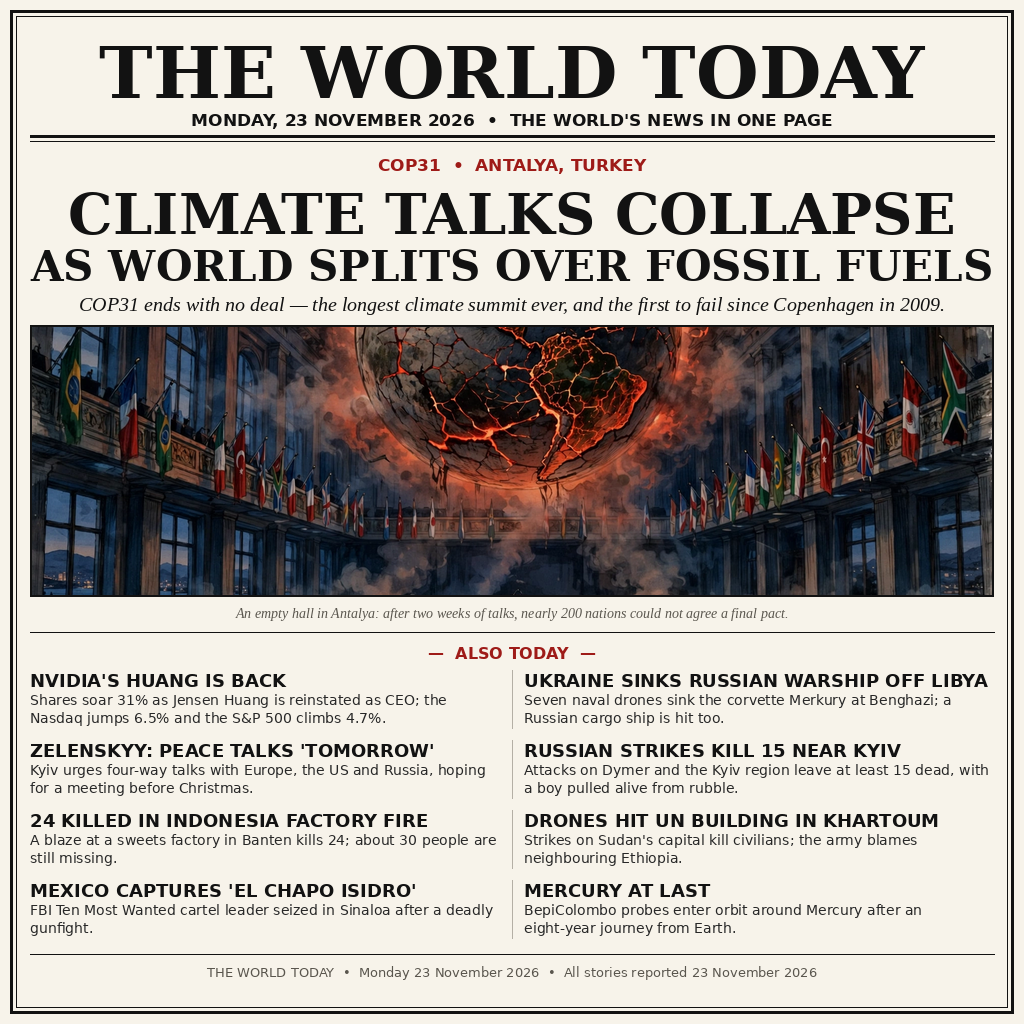 THE WORLD TODAY
MONDAY, 23 NOVEMBER 2026 • THE WORLD'S NEWS IN ONE PAGE
COP31 • ANTALYA, TURKEY
CLIMATE TALKS COLLAPSE
AS WORLD SPLITS OVER FOSSIL FUELS
COP31 ends with no deal — the longest climate summit ever, and the first to fail since Copenhagen in 2009.
An empty hall in Antalya: after two weeks of talks, nearly 200 nations could not agree a final pact.
— ALSO TODAY —
NVIDIA'S HUANG IS BACK
Shares soar 31% as Jensen Huang is reinstated as CEO; the
Nasdaq jumps 6.5% and the S&P 500 climbs 4.7%.
UKRAINE SINKS RUSSIAN WARSHIP OFF LIBYA
Seven naval drones sink the corvette Merkury at Benghazi; a
Russian cargo ship is hit too.
ZELENSKYY: PEACE TALKS 'TOMORROW'
Kyiv urges four-way talks with Europe, the US and Russia, hoping
for a meeting before Christmas.
RUSSIAN STRIKES KILL 15 NEAR KYIV
Attacks on Dymer and the Kyiv region leave at least 15 dead, with
a boy pulled alive from rubble.
24 KILLED IN INDONESIA FACTORY FIRE
A blaze at a sweets factory in Banten kills 24; about 30 people are
still missing.
DRONES HIT UN BUILDING IN KHARTOUM
Strikes on Sudan's capital kill civilians; the army blames
neighbouring Ethiopia.
MEXICO CAPTURES 'EL CHAPO ISIDRO'
FBI Ten Most Wanted cartel leader seized in Sinaloa after a deadly
gunfight.
MERCURY AT LAST
BepiColombo probes enter orbit around Mercury after an
eight-year journey from Earth.
THE WORLD TODAY • Monday 23 November 2026 • All stories reported 23 November 2026